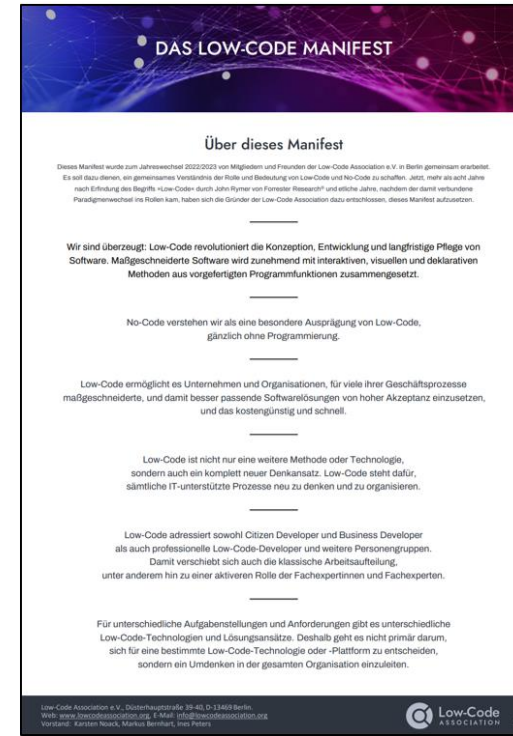 DAS LOW-CODE MANIFEST
Über dieses Manifest
Dieses Manifest wurde zum Jahreswechsel 2022/2023 von Mitgliedern und Freunden der Low-Code Association e.V. in Berlin gemeinsam erarbeitet.
Es soll dazu dienen, ein gemeinsames Verständnis der Rolle und Bedeutung von Low-Code und No-Code zu schaffen. Jetzt, mehr als acht Jahre
nach Erfindung des Begriffs «Low-Code» durch John Rymer von Forrester Research® und etliche Jahre, nachdem der damit verbundene
Paradigmenwechsel ins Rollen kam, haben sich die Gründer der Low-Code Association dazu entschlossen, dieses Manifest aufzusetzen.
Wir sind überzeugt: Low-Code revolutioniert die Konzeption, Entwicklung und langfristige Pflege von
Software. Maßgeschneiderte Software wird zunehmend mit interaktiven, visuellen und deklarativen
Methoden aus vorgefertigten Programmfunktionen zusammengesetzt.
No-Code verstehen wir als eine besondere Ausprägung von Low-Code,
gänzlich ohne Programmierung.
Low-Code ermöglicht es Unternehmen und Organisationen, für viele ihrer Geschäftsprozesse
maßgeschneiderte, und damit besser passende Softwarelösungen von hoher Akzeptanz einzusetzen,
und das kostengünstig und schnell.
Low-Code ist nicht nur eine weitere Methode oder Technologie,
sondern auch ein komplett neuer Denkansatz. Low-Code steht dafür,
sämtliche IT-unterstützte Prozesse neu zu denken und zu organisieren.
Low-Code adressiert sowohl Citizen Developer und Business Developer
als auch professionelle Low-Code-Developer und weitere Personengruppen.
Damit verschiebt sich auch die klassische Arbeitsaufteilung,
unter anderem hin zu einer aktiveren Rolle der Fachexpertinnen und Fachexperten.
Für unterschiedliche Aufgabenstellungen und Anforderungen gibt es unterschiedliche
Low-Code-Technologien und Lösungsansätze. Deshalb geht es nicht primär darum,
sich für eine bestimmte Low-Code-Technologie oder -Plattform zu entscheiden,
sondern ein Umdenken in der gesamten Organisation einzuleiten.
Low-Code Association e.V., Düsterhauptstraße 39-40, D-13469 Berlin.
Web: www.lowcodeassociation.org, E-Mail: info@lowcodeassociation.org
Vorstand: Karsten Noack, Markus Bernhart, Ines Peters
Low-Code
ASSOCIATION